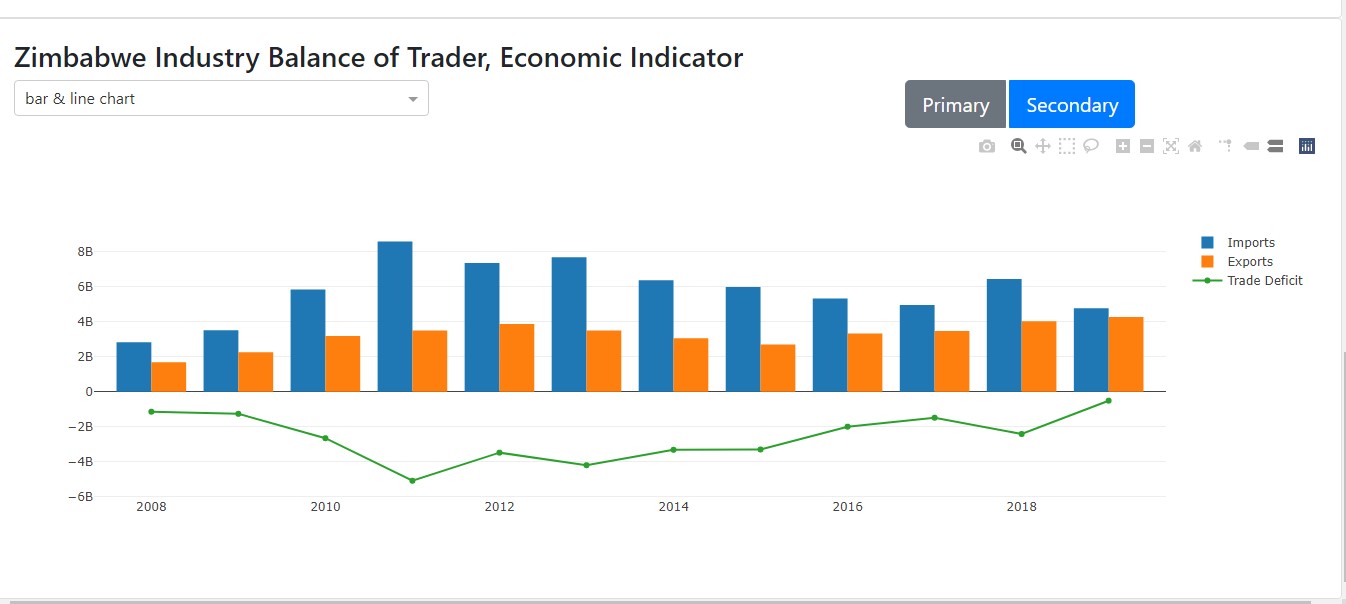 Zimbabwe Industry Balance of Trader, Economic Indicator
bar & line chart
Primary
Secondary
8B
6B
4B
2B
0
−2B
−4B
−6B
2008
2010
2012
2014
2016
2018
Imports
Exports
Trade Deficit